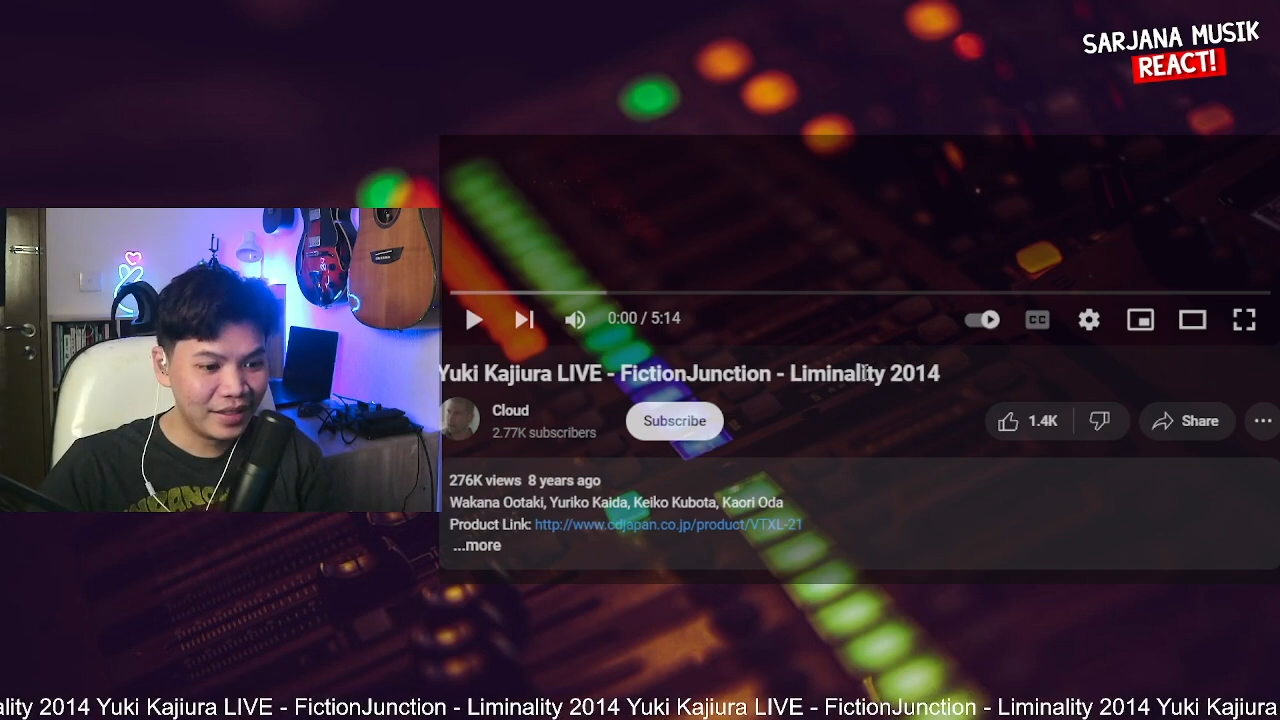 SARJANA MUSIK
REACT!
0:00 / 5:14
CC
Yuki Kajiura LIVE - FictionJunction - Liminality 2014
Cloud
2.77K subscribers
Subscribe
1.4K
Share
276K views 8 years ago
Wakana Ootaki, Yuriko Kaida, Keiko Kubota, Kaori Oda
Product Link: http://www.cdjapan.co.jp/product/VTXL-21
...more
ality 2014 Yuki Kajiura LIVE - FictionJunction - Liminality 2014 Yuki Kajiura LIVE - FictionJunction - Liminality 2014 Yuki Kajiura